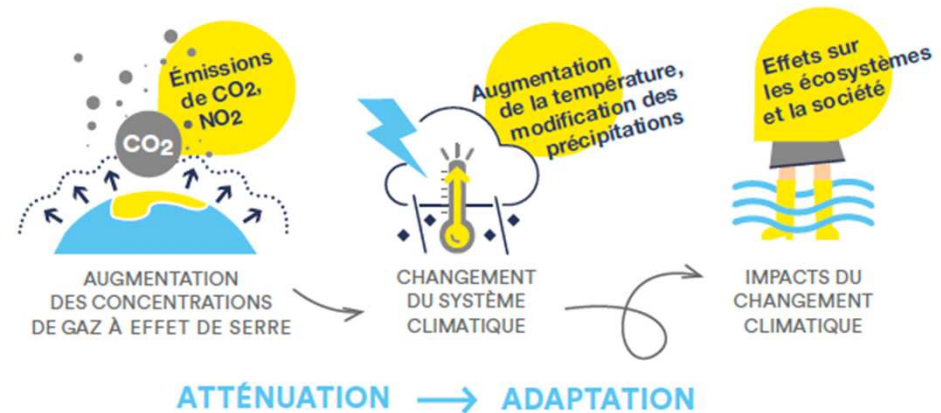 Émissions
de CO2,
NO2
CO2
AUGMENTATION
DES CONCENTRATIONS
DE GAZ À EFFET DE SERRE
Augmentation
de la température,
modification des
précipitations
CHANGEMENT
DU SYSTÈME
CLIMATIQUE
Effets sur
les écosystèmes
et la société
IMPACTS DU
CHANGEMENT
CLIMATIQUE
ATTÉNUATION → ADAPTATION